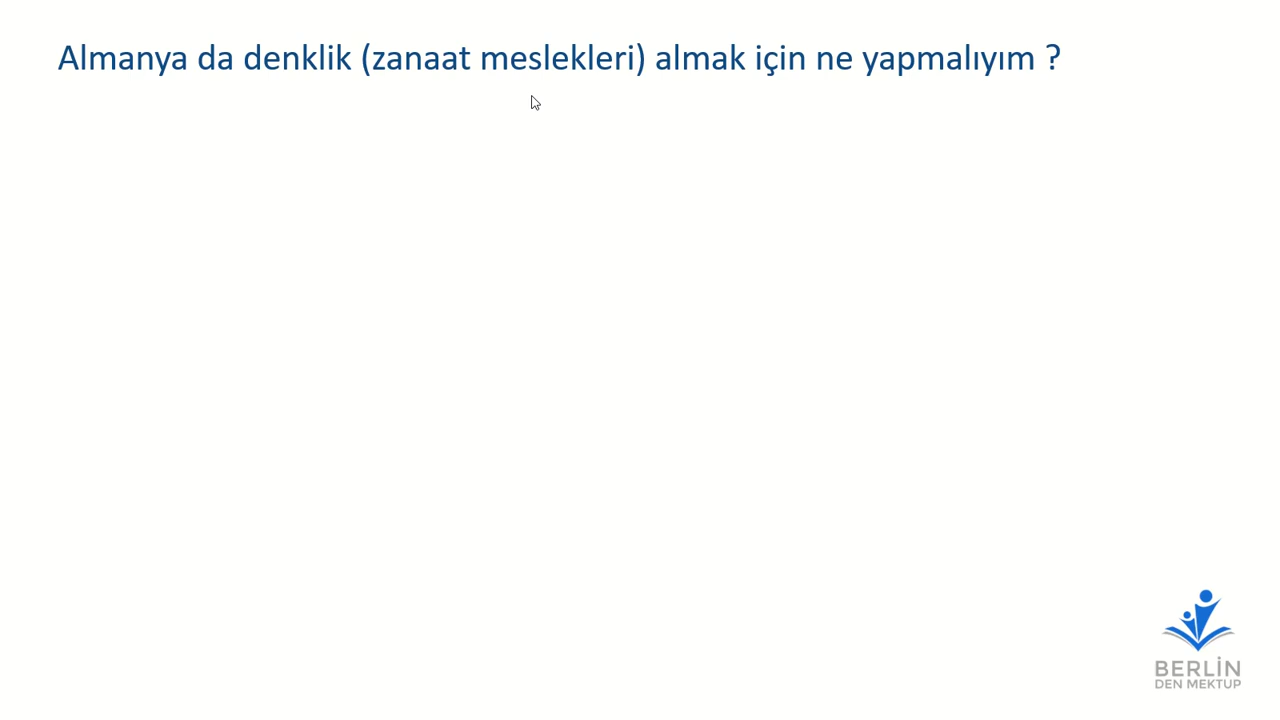 Almanya da denklik (zanaat meslekleri) almak için ne yapmalıyım ?
BERLİN
DEN MEKTUP